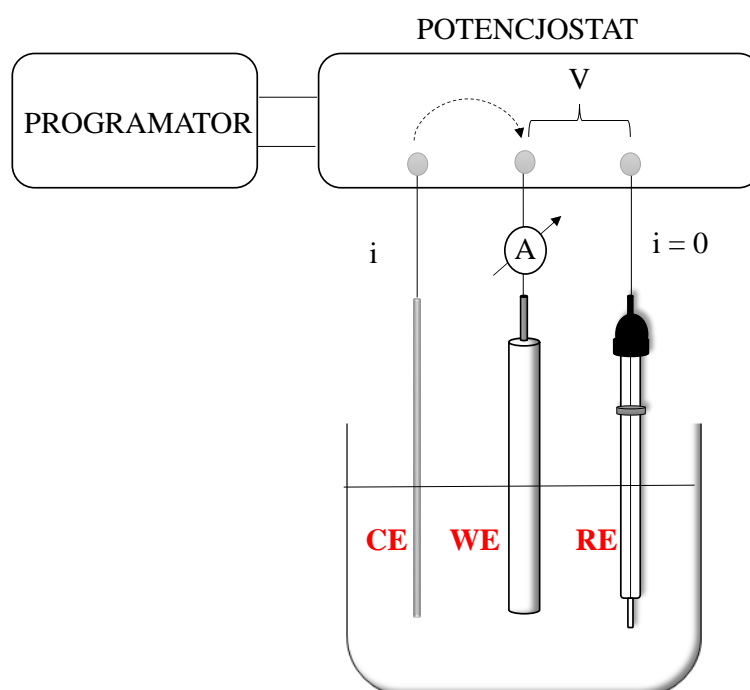 POTENCJOSTAT
V
PROGRAMATOR
i
A
i = 0
CE
WE
RE